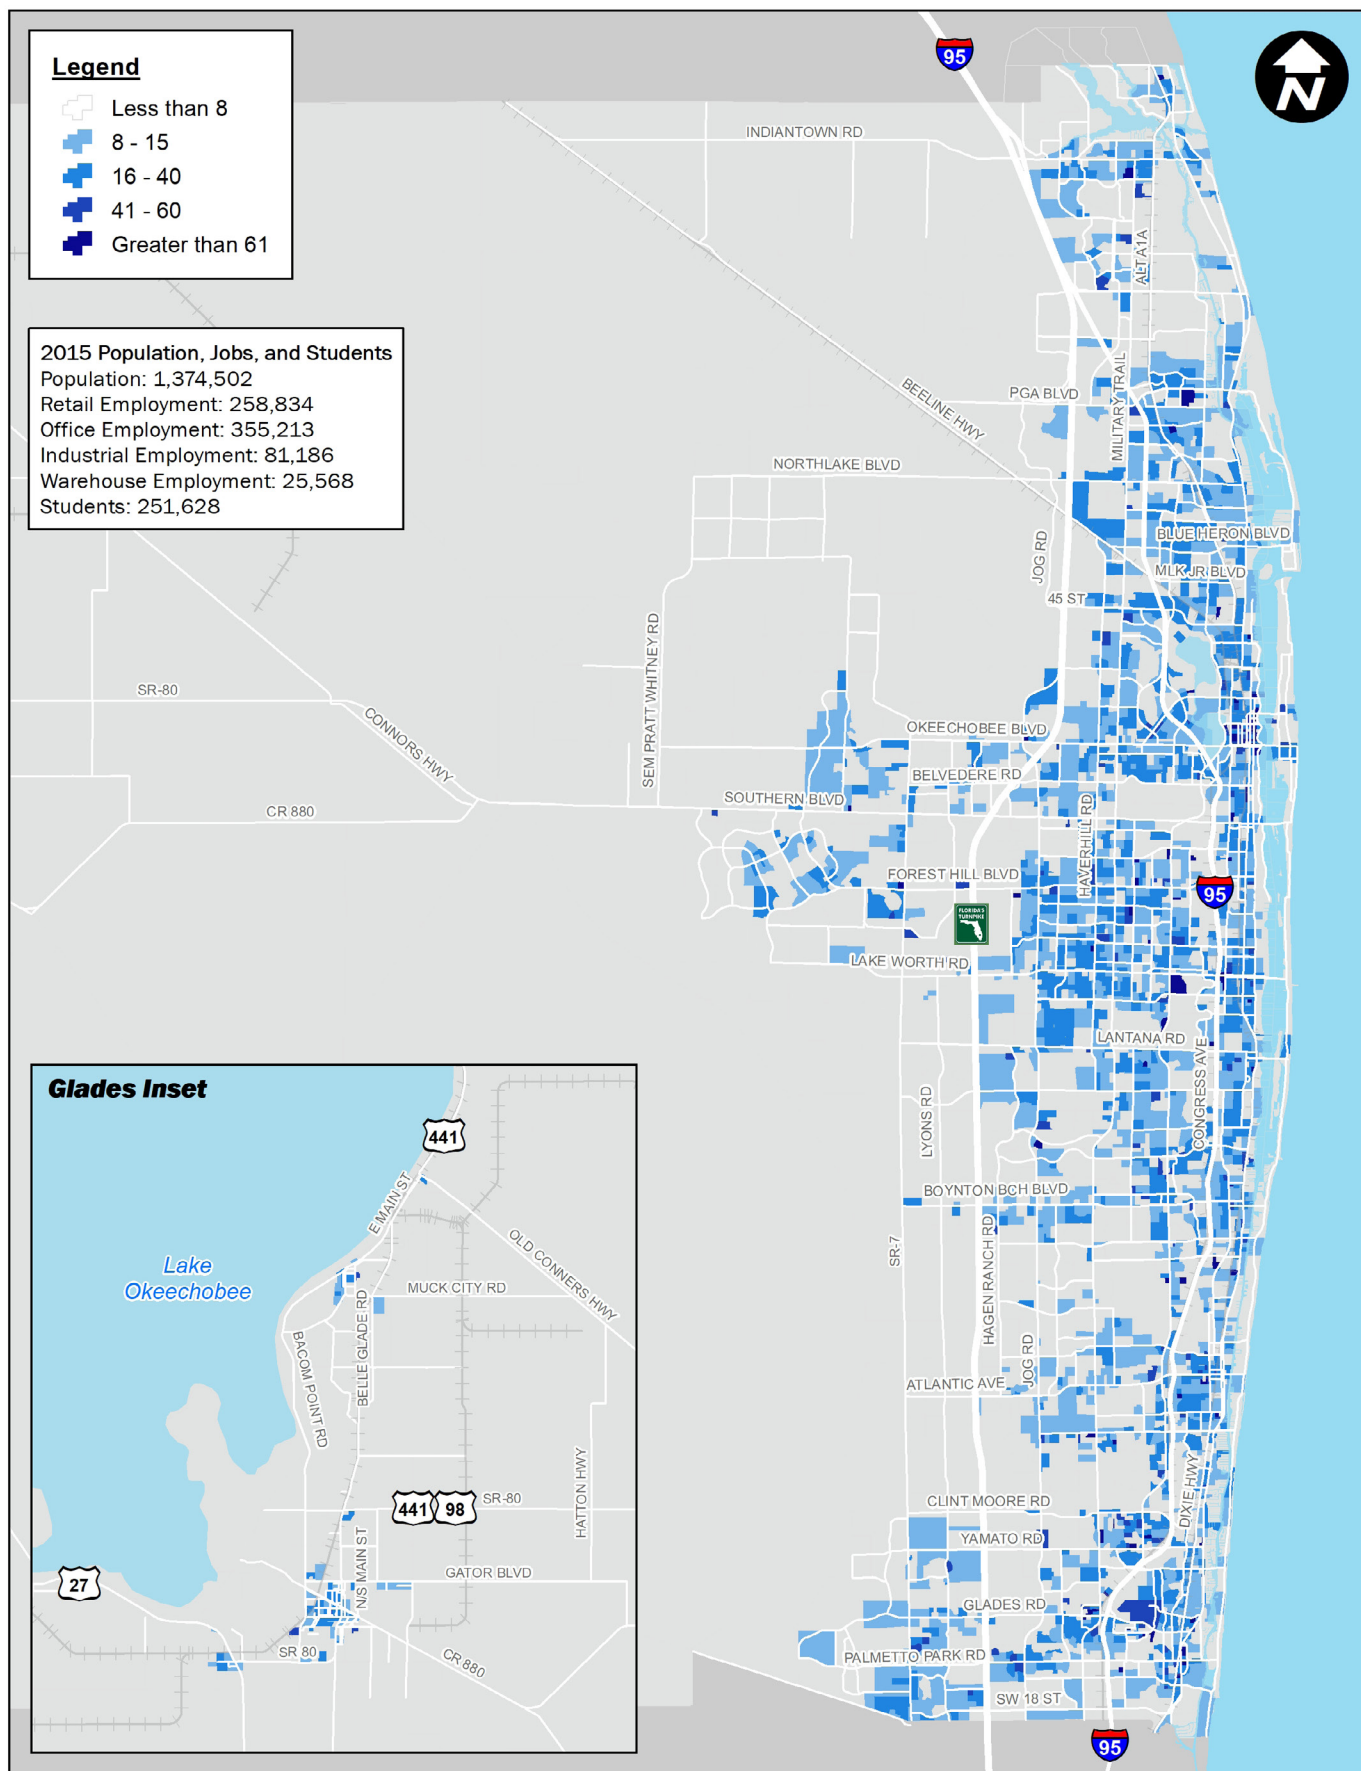 95
N
Legend
Less than 8
8 - 15
16 - 40
41 - 60
Greater than 61
INDIANTOWN RD
ALT A1A
2015 Population, Jobs, and Students
Population: 1,374,502
Retail Employment: 258,834
Office Employment: 355,213
Industrial Employment: 81,186
Warehouse Employment: 25,568
Students: 251,628
BEELINE HWY
PGA BLVD
MILITARY TRAIL
NORTHLAKE BLVD
BLUE HERON BLVD
JOG RD
MLK JR BLVD
45 ST
SEM PRATT WHITNEY RD
SR-80
CONNORS HWY
OKEECHOBEE BLVD
BELVEDERE RD
SOUTHERN BLVD
CR 880
HAVERHILL RD
FOREST HILL BLVD
95
FLORIDA'S
TURNPIKE
LAKE WORTH RD
LANTANA RD
CONGRESS AVE
LYONS RD
BOYNTON BCH BLVD
SR-7
HAGEN RANCH RD
JOG RD
ATLANTIC AVE
DIXIE HWY
CLINT MOORE RD
YAMATO RD
GLADES RD
PALMETTO PARK RD
SW 18 ST
95
Glades Inset
441
E MAIN ST
OLD CONNERS HWY
Lake
Okeechobee
MUCK CITY RD
BELLE GLADE RD
BACOM POINT RD
HATTON HWY
441
98
SR-80
N/S MAIN ST
27
GATOR BLVD
SR 80
CR 880